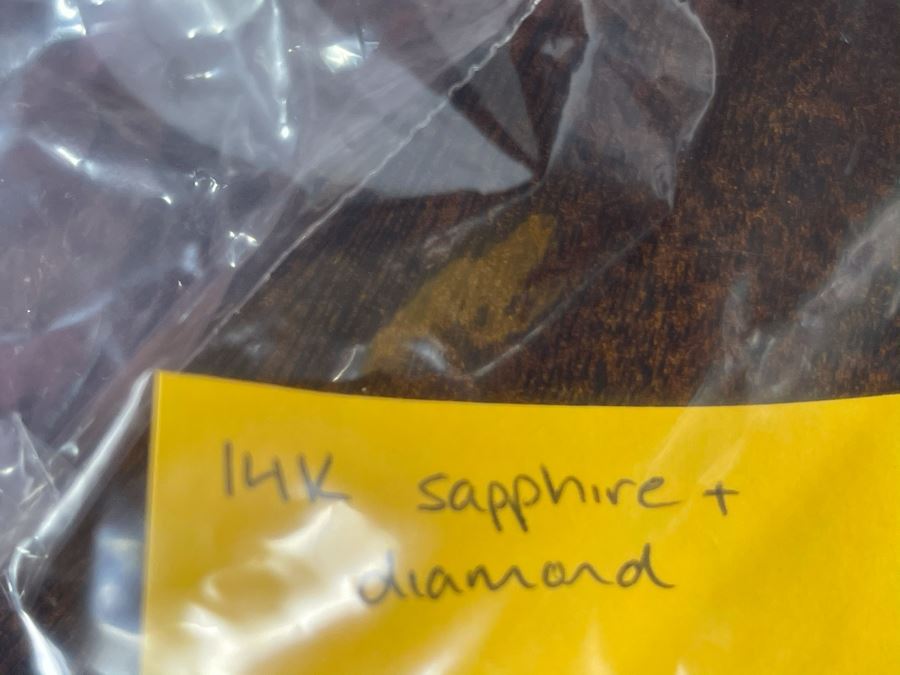 14K sapphire +
diamond